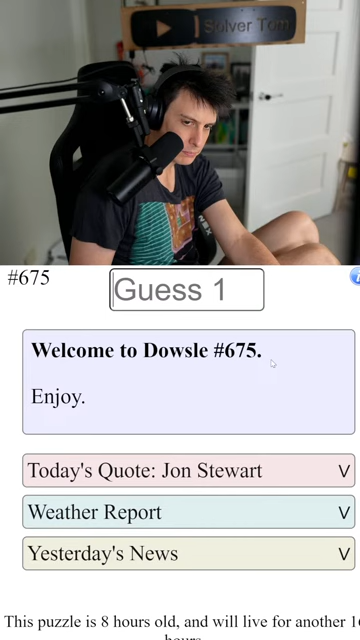 Solver Tom
#675
Guess 1
Welcome to Dowsle #675.
Enjoy.
Today's Quote: Jon Stewart
Weather Report
Yesterday's News
This puzzle is 8 hours old, and will live for another
hours